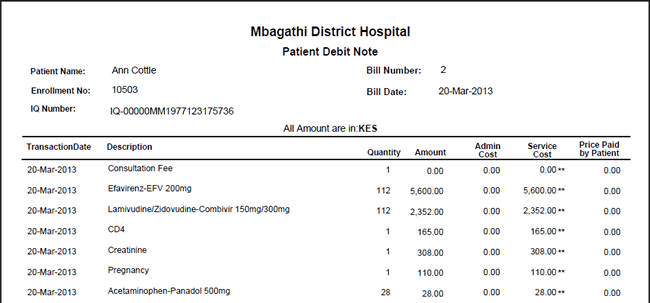 Mbagathi District Hospital
Patient Debit Note
Patient Name: Ann Cottle Bill Number: 2
Enrollment No: 10503 Bill Date: 20-Mar-2013
IQ Number: IQ-00000MM1977123175736
All Amount are in:KES
TransactionDate Description Quantity Amount Admin Cost Service Cost Price Paid by Patient
20-Mar-2013 Consultation Fee 1 0.00 0.00 0.00 ** 0.00
20-Mar-2013 Efavirenz-EFV 200mg 112 5,600.00 0.00 5,600.00 ** 0.00
20-Mar-2013 Lamivudine/Zidovudine-Combivir 150mg/300mg 112 2,352.00 0.00 2,352.00 ** 0.00
20-Mar-2013 CD4 1 165.00 0.00 165.00 ** 0.00
20-Mar-2013 Creatinine 1 308.00 0.00 308.00 ** 0.00
20-Mar-2013 Pregnancy 1 110.00 0.00 110.00 ** 0.00
20-Mar-2013 Acetaminophen-Panadol 500mg 28 28.00 0.00 28.00 ** 0.00